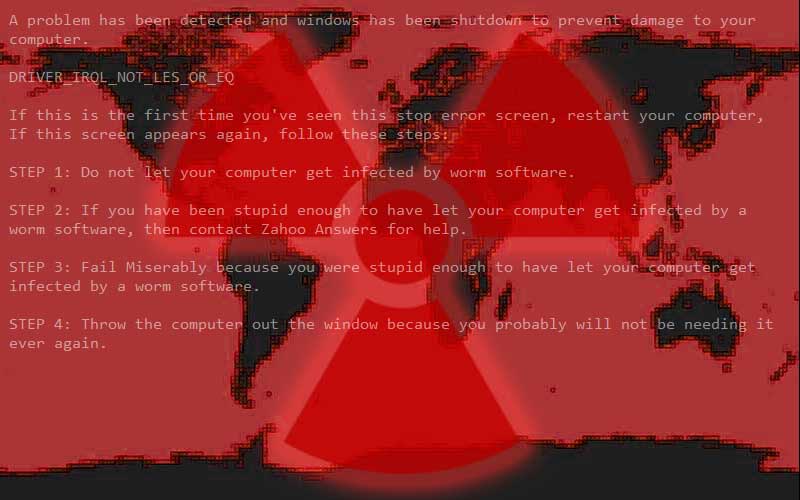 A problem has been detected and windows has been shutdown to prevent damage to your
computer.
DRIVER_IROL_NOT_LES_OR_EQ
If this is the first time you've seen this stop error screen, restart your computer,
If this screen appears again, follow these steps:
STEP 1: Do not let your computer get infected by worm software.
STEP 2: If you have been stupid enough to have let your computer get infected by a
worm software, then contact Zahoo Answers for help.
STEP 3: Fail Miserably because you were stupid enough to have let your computer get
infected by a worm software.
STEP 4: Throw the computer out the window because you probably will not be needing it
ever again.